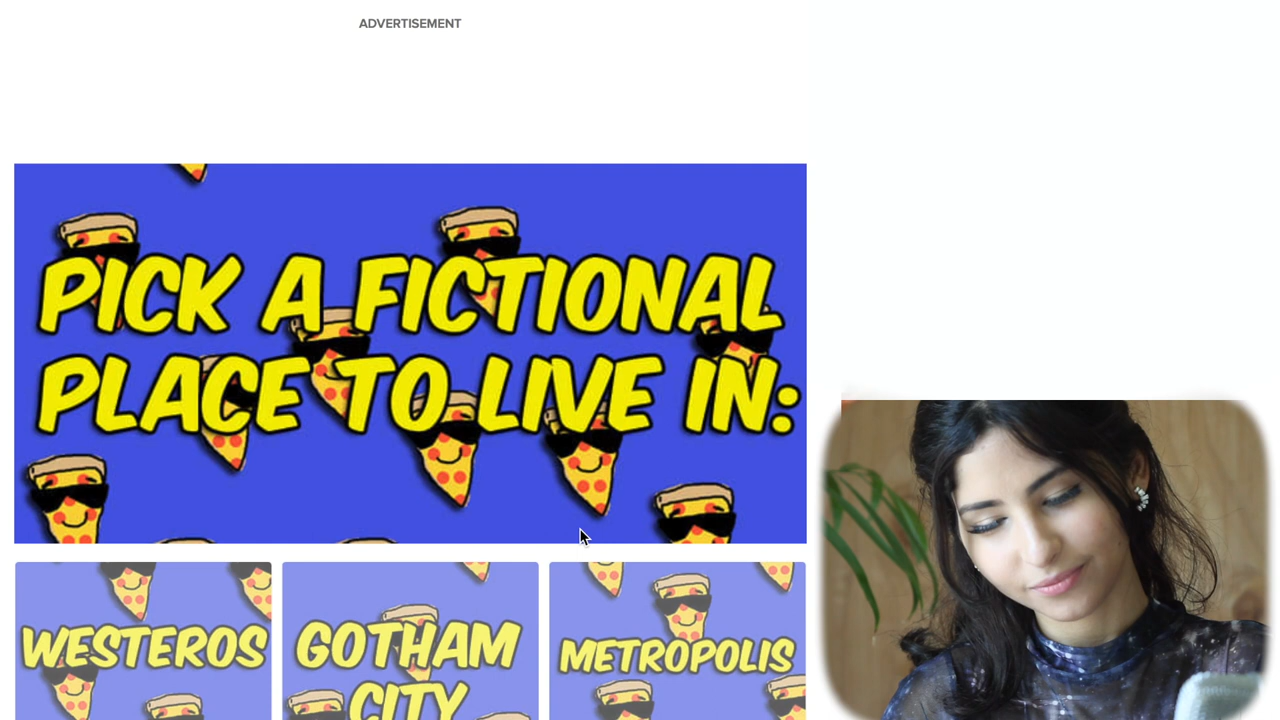 ADVERTISEMENT
PICK A FICTIONAL
PLACE TO LIVE IN:
WESTEROS
GOTHAM
CITY
METROPOLIS